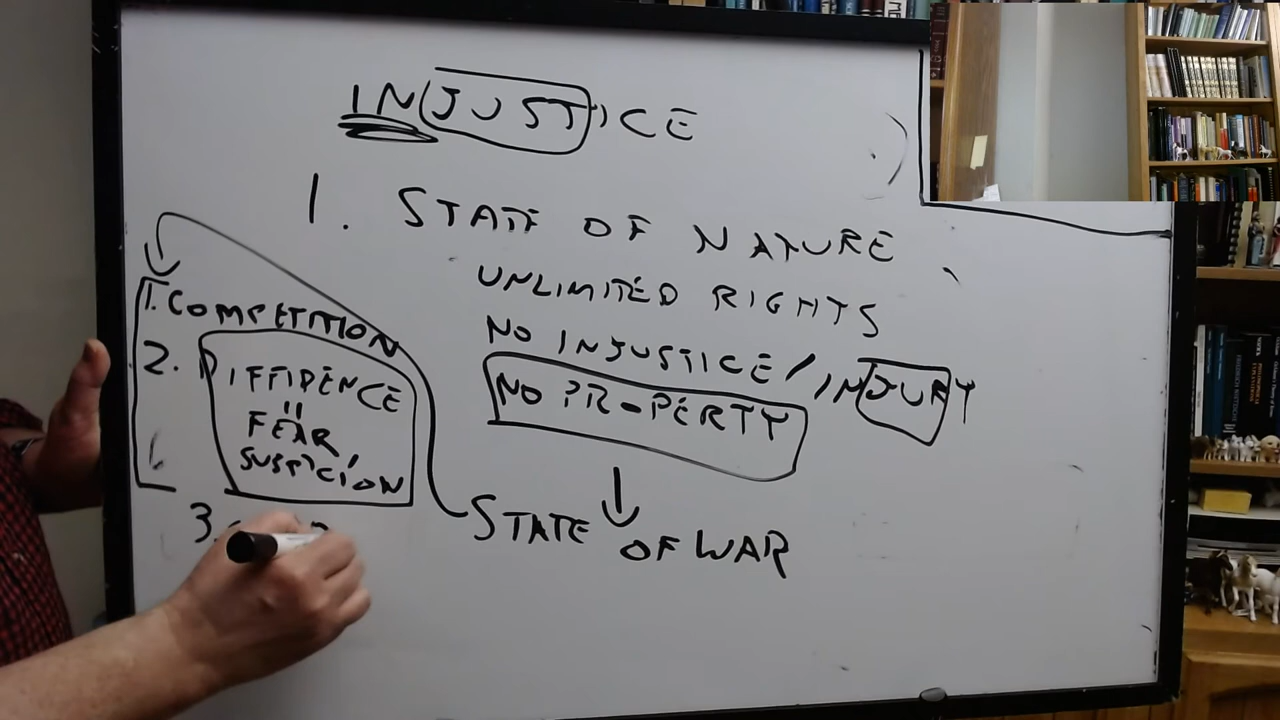 INJUSTICE
1. STATE OF NATURE
UNLIMITED RIGHTS
NO INJUSTICE / INJURY
NO PROPERTY
STATE OF WAR
1. COMPETITION
2. DIFFIDENCE
"
FEAR,
SUSPICION
3.